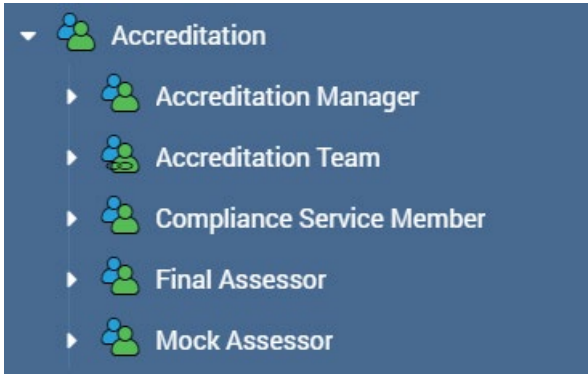 Accreditation
Accreditation Manager
Accreditation Team
Compliance Service Member
Final Assessor
Mock Assessor